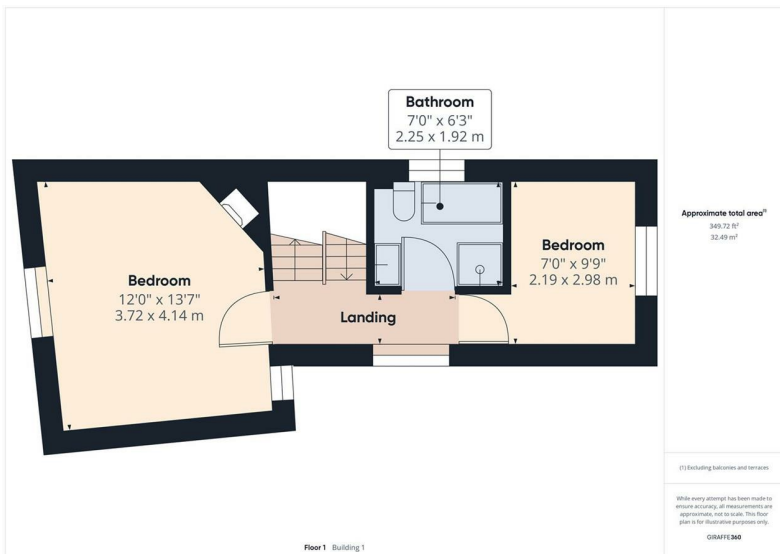 Bathroom
7'0" x 6'3"
2.25 x 1.92 m
Bedroom
12'0" x 13'7"
3.72 x 4.14 m
Landing
Bedroom
7'0" x 9'9"
2.19 x 2.98 m
Approximate total area(1)
349.72 ft²
32.49 m²
(1) Excluding balconies and terraces
While every attempt has been made to
ensure accuracy, all measurements are
approximate, not to scale. This floor
plan is for illustrative purposes only.
GIRAFFE360
Floor 1 Building 1